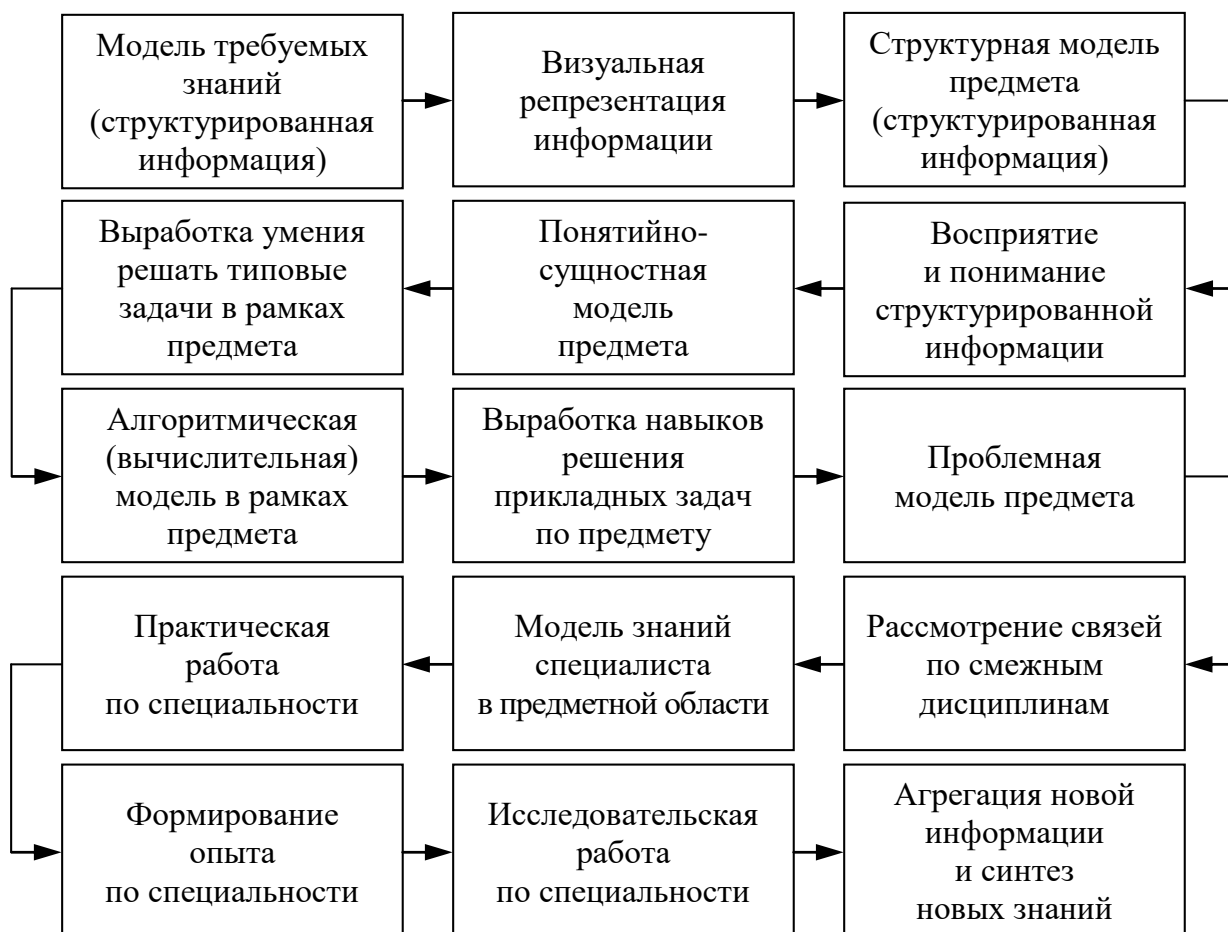 Модель требуемых
знаний
(структурированная
информация)
Визуальная
репрезентация
информации
Структурная модель
предмета
(структурированная
информация)
Выработка умения
решать типовые
задачи в рамках
предмета
Понятийно-
сущностная
модель
предмета
Восприятие
и понимание
структурированной
информации
Алгоритмическая
(вычислительная)
модель в рамках
предмета
Выработка навыков
решения
прикладных задач
по предмету
Проблемная
модель предмета
Практическая
работа
по специальности
Модель знаний
специалиста
в предметной области
Рассмотрение связей
по смежным
дисциплинам
Формирование
опыта
по специальности
Исследовательская
работа
по специальности
Агрегация новой
информации
и синтез
новых знаний